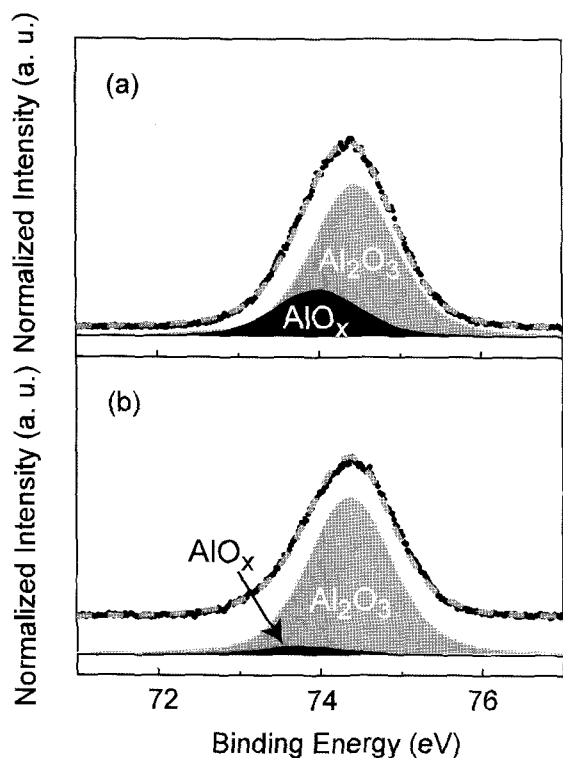 Normalized Intensity (a. u.)
(a)
Al₂O₃
AlOₓ
Normalized Intensity (a. u.)
(b)
AlOₓ
Al₂O₃
72 74 76
Binding Energy (eV)